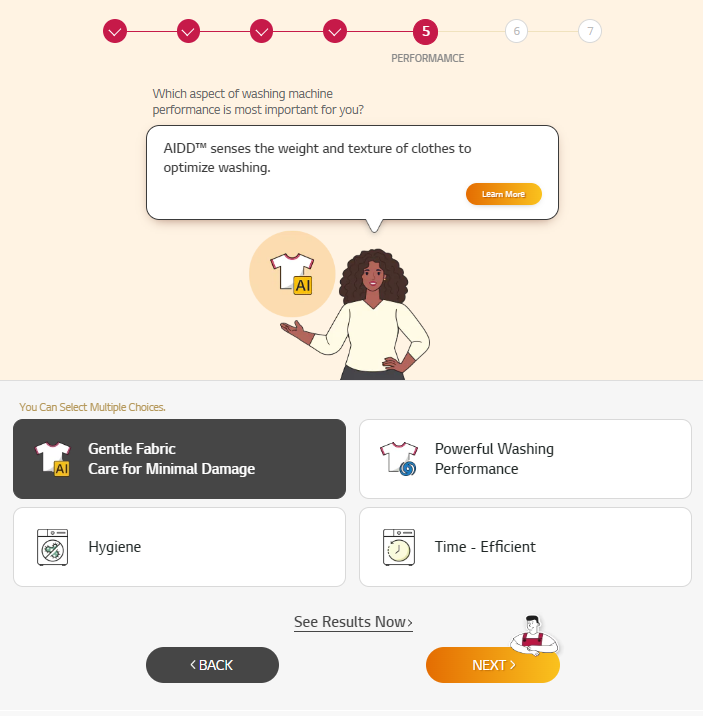 5 6 7
PERFORMAMCE
Which aspect of washing machine
performance is most important for you?
AIDD™ senses the weight and texture of clothes to
optimize washing.
Learn More
AI
You Can Select Multiple Choices.
AI
Gentle Fabric
Care for Minimal Damage
Powerful Washing
Performance
Hygiene
Time - Efficient
See Results Now›
‹ BACK
NEXT ›